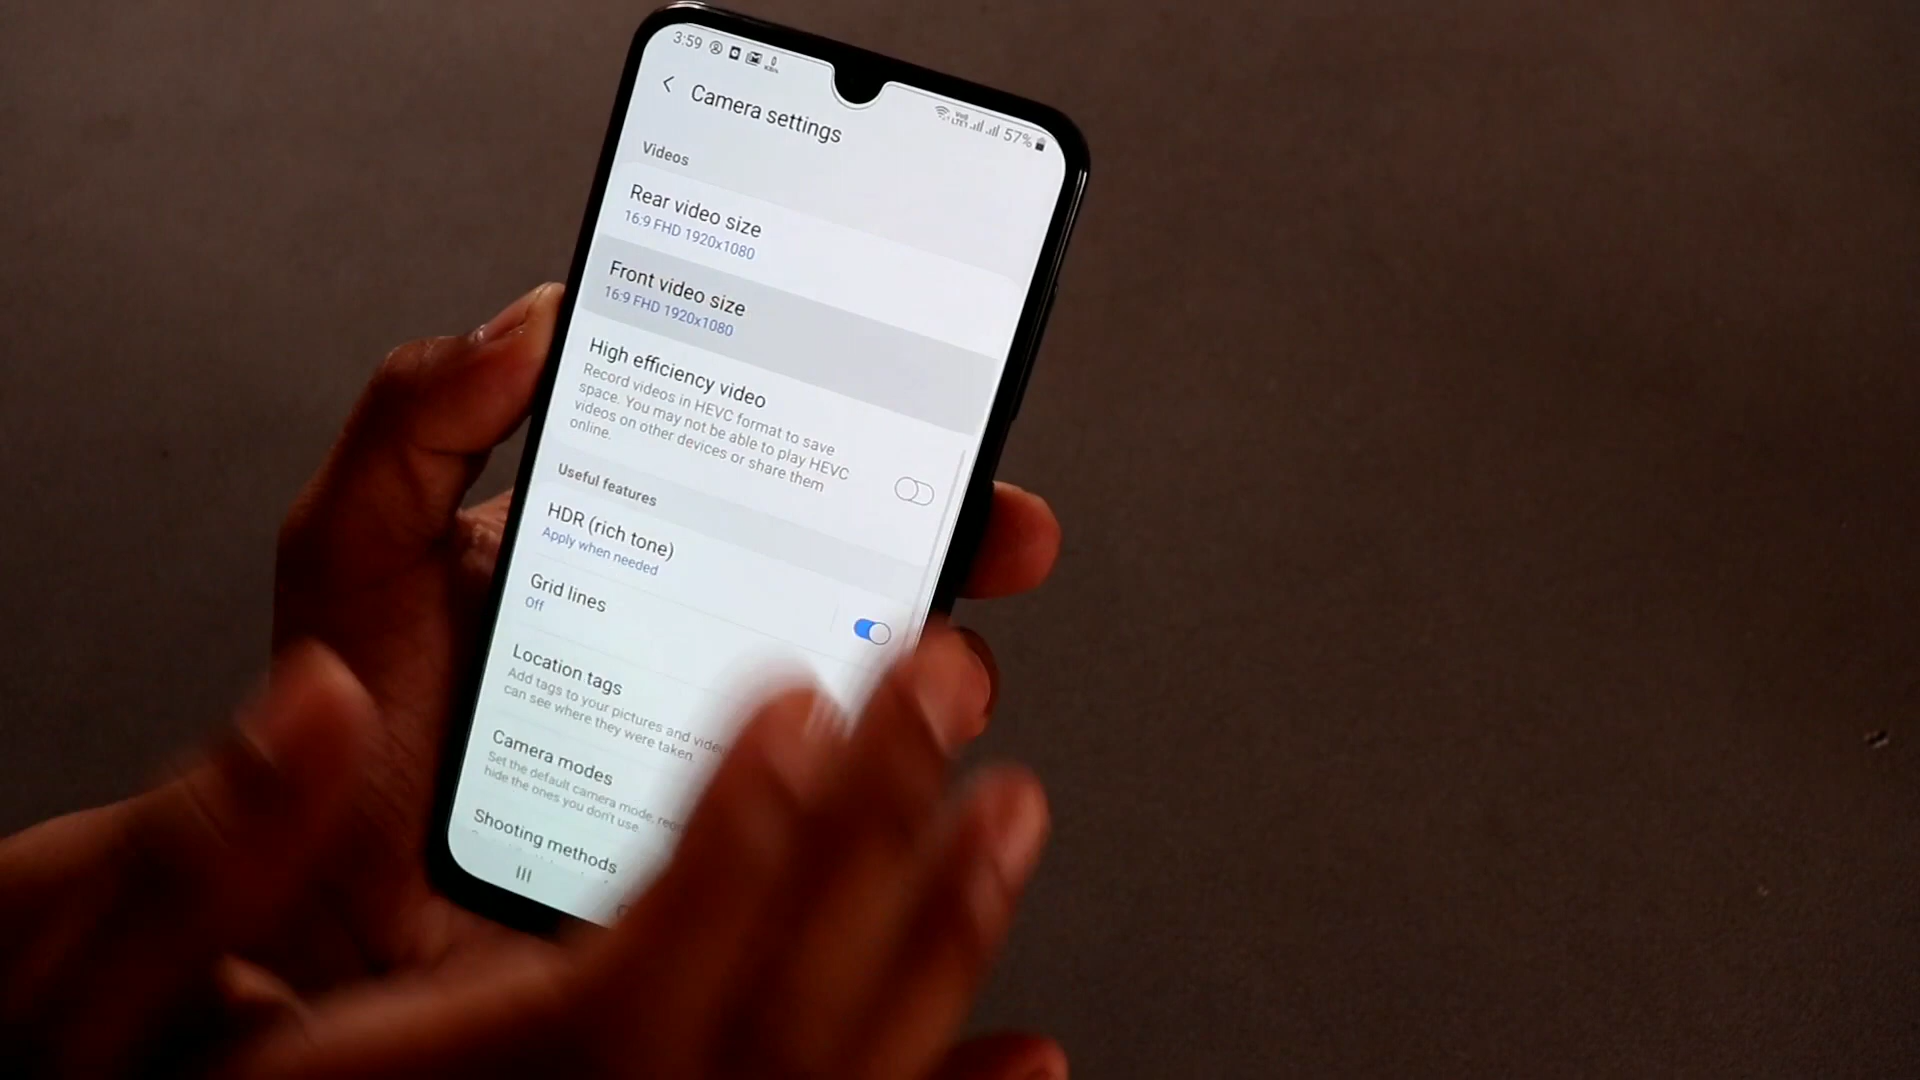 3:59
57%
Camera settings
Videos
Rear video size
16:9 FHD 1920x1080
Front video size
16:9 FHD 1920x1080
High efficiency video
Record videos in HEVC format to save
space. You may not be able to play HEVC
videos on other devices or share them
online.
Useful features
HDR (rich tone)
Apply when needed
Grid lines
Off
Location tags
Add tags to your pictures and
can see where they were taken.
Camera modes
Set the default camera mode,
hide the ones you don't use
Shooting methods